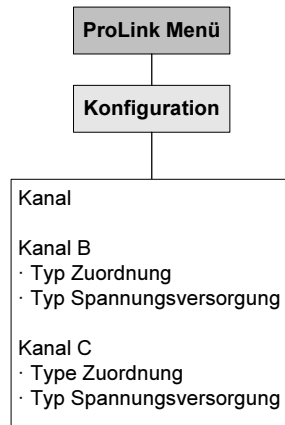 ProLink Menü
Konfiguration
Kanal
Kanal B
· Typ Zuordnung
· Typ Spannungsversorgung
Kanal C
· Type Zuordnung
· Typ Spannungsversorgung